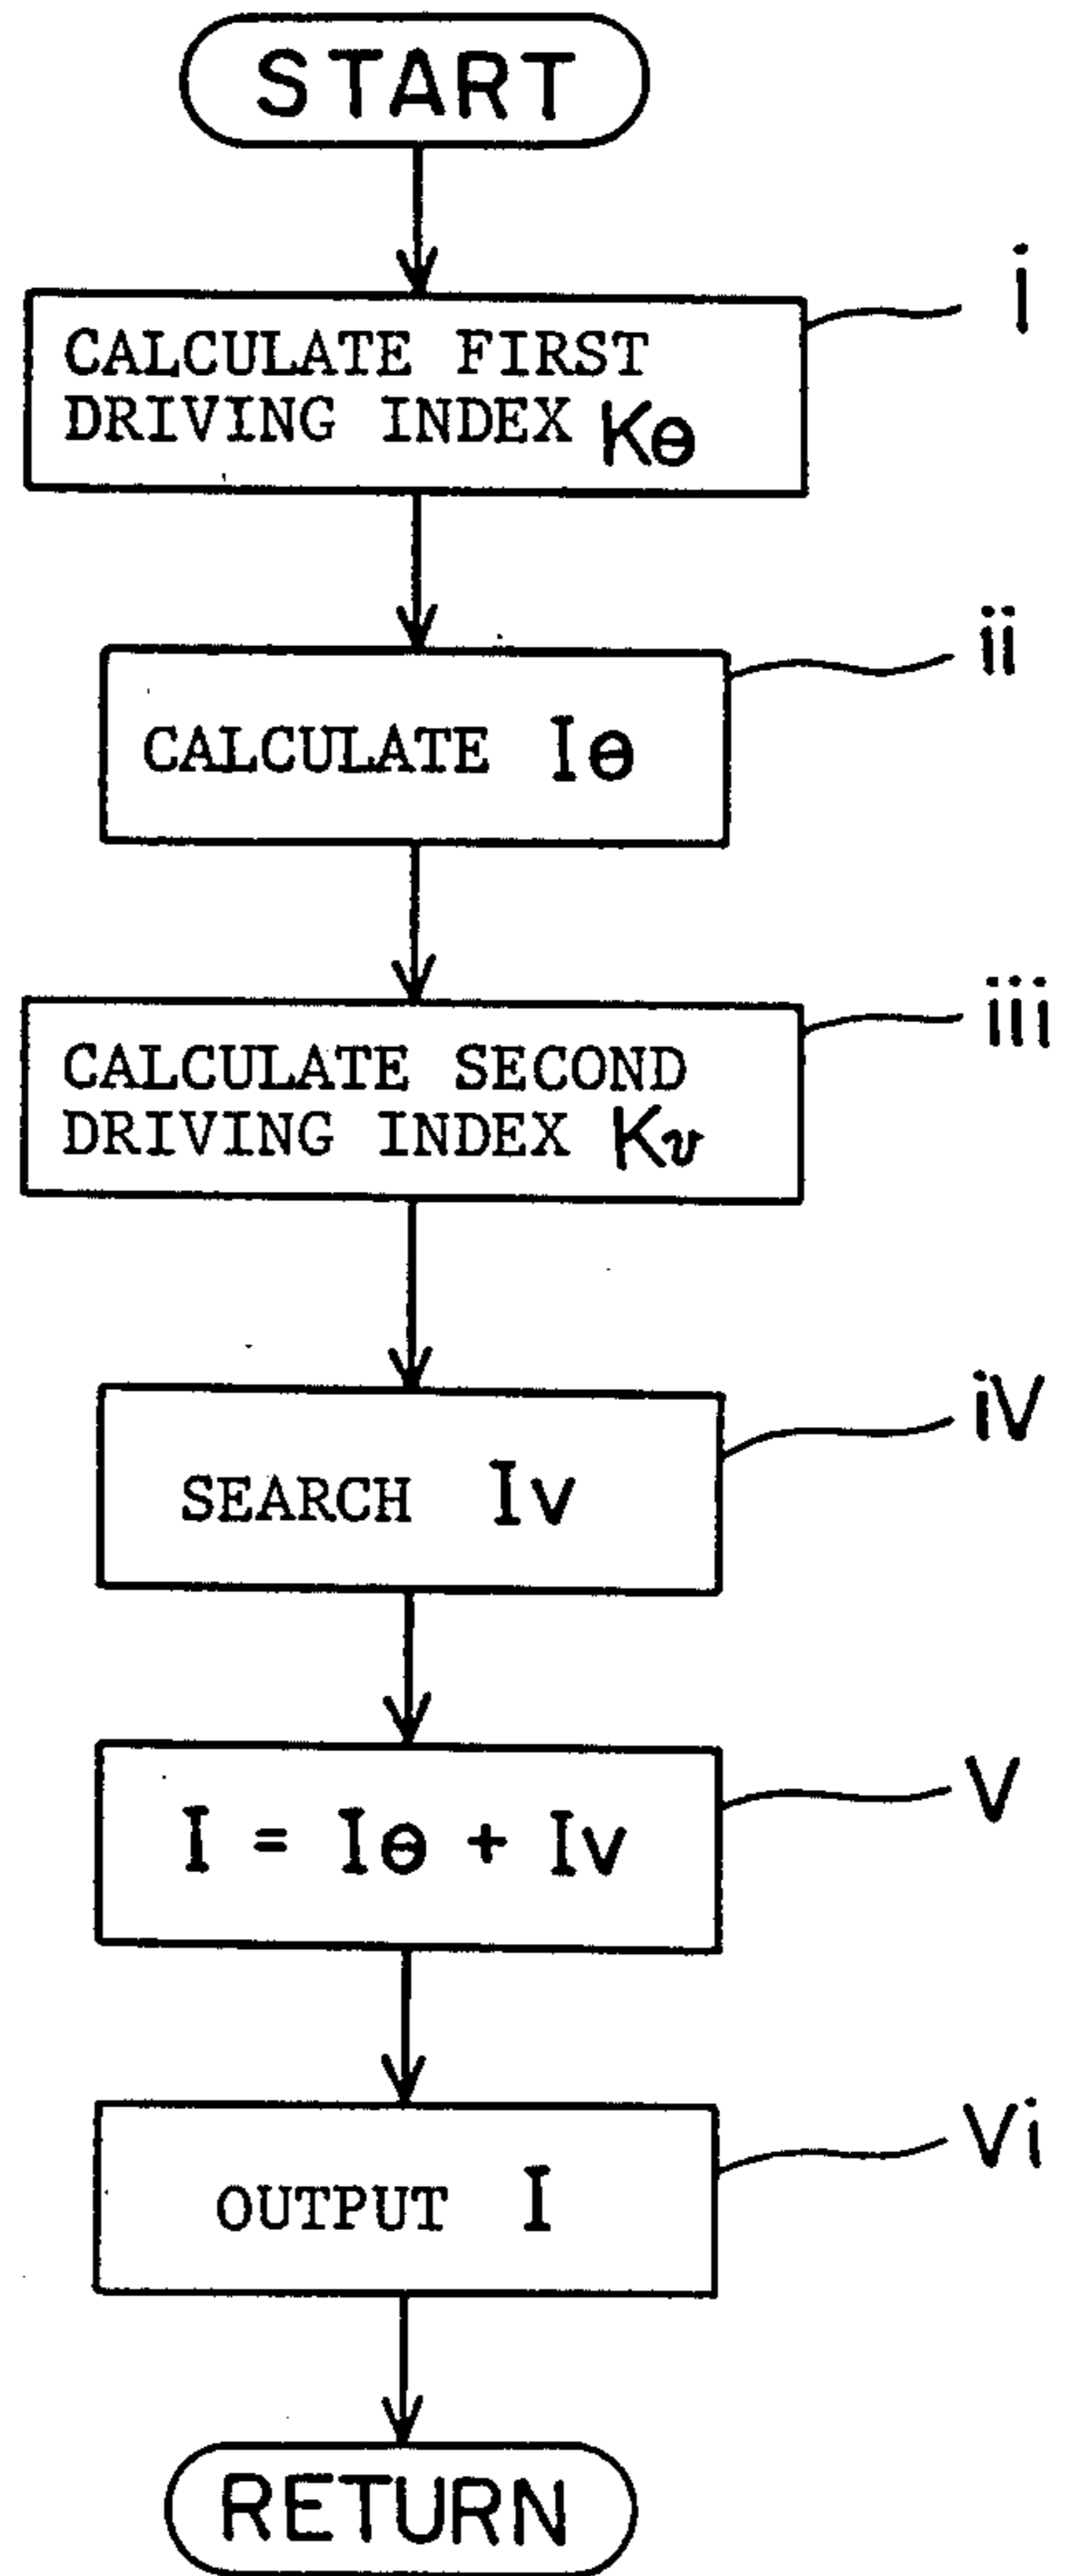 START
i
CALCULATE FIRST
DRIVING INDEX Kθ
ii
CALCULATE Iθ
iii
CALCULATE SECOND
DRIVING INDEX Kv
iv
SEARCH Iv
V
I = Iθ + Iv
Vi
OUTPUT I
RETURN